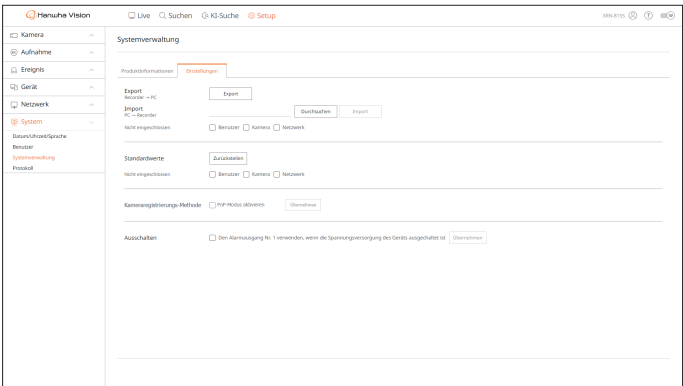 Hanwha Vision
Live
Suchen
KI-Suche
Setup
XRN-8155
Kamera
Aufnahme
Ereignis
Gerät
Netzwerk
System
Datum/Uhrzeit/Sprache
Benutzer
Systemverwaltung
Protokoll
Systemverwaltung
Produktinformationen
Einstellungen
Export
Recorder → PC
Export
Import
PC → Recorder
Durchsuchen
Import
Nicht eingeschlossen
Benutzer
Kamera
Netzwerk
Standardwerte
Zurückstellen
Nicht eingeschlossen
Benutzer
Kamera
Netzwerk
Kameraregistrierungs-Methode
PnP-Modus aktivieren
Übernehmen
Ausschalten
Den Alarmausgang Nr. 1 verwenden, wenn die Spannungsversorgung des Geräts ausgeschaltet ist
Übernehmen